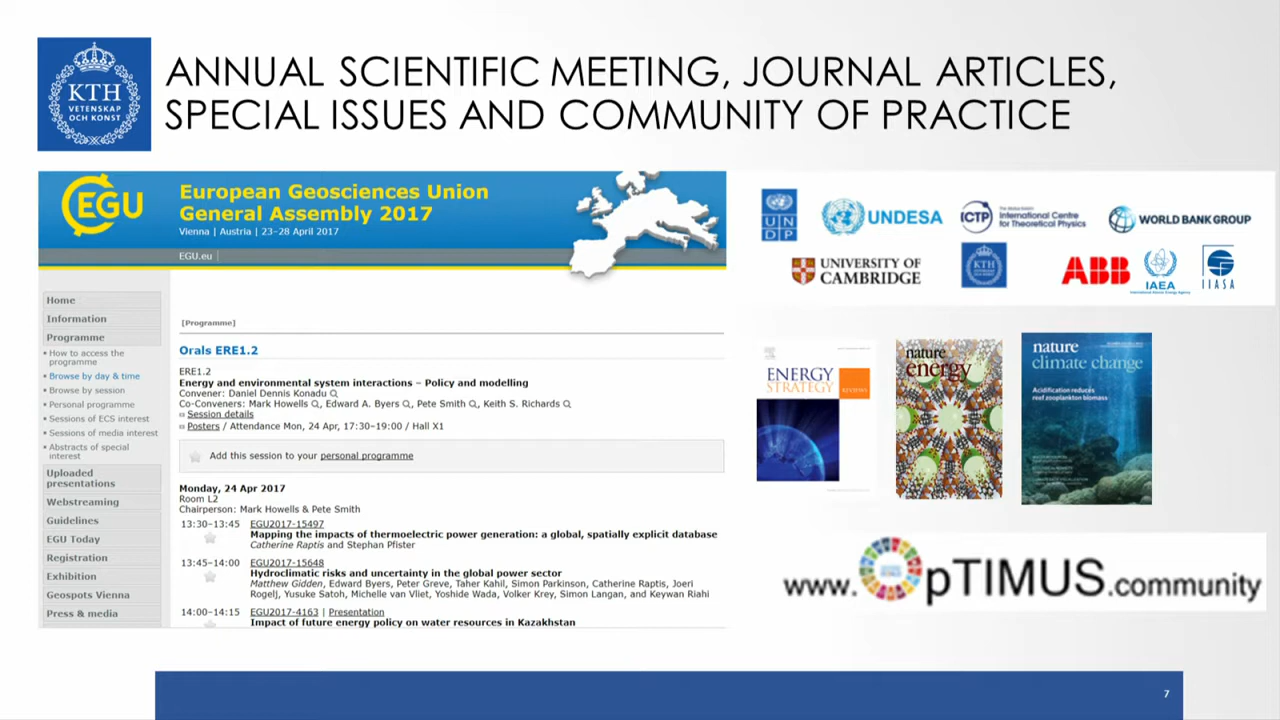 KTH
VETENSKAP
OCH KONST
ANNUAL SCIENTIFIC MEETING, JOURNAL ARTICLES,
SPECIAL ISSUES AND COMMUNITY OF PRACTICE
EGU
European Geosciences Union
General Assembly 2017
Vienna | Austria | 23–28 April 2017
EGU.eu
Home
Information
Programme
How to access the
programme
Browse by day & time
Browse by session
Personal programme
Sessions of ECS interest
Sessions of media interest
Abstracts of special
interest
Uploaded
presentations
Webstreaming
Guidelines
EGU Today
Registration
Exhibition
Geospots Vienna
Press & media
[Programme]
Orals ERE1.2
ERE1.2
Energy and environmental system interactions – Policy and modelling
Convener: Daniel Dennis Konadu
Co-Conveners: Mark Howells, Edward A. Byers, Pete Smith, Keith S. Richards
Session details
Posters / Attendance Mon, 24 Apr, 17:30–19:00 / Hall X1
Add this session to your personal programme
Monday, 24 Apr 2017
Room L2
Chairperson: Mark Howells & Pete Smith
13:30–13:45 EGU2017-15497
Mapping the impacts of thermoelectric power generation: a global, spatially explicit database
Catherine Raptis and Stephan Pfister
13:45–14:00 EGU2017-15648
Hydroclimatic risks and uncertainty in the global power sector
Matthew Gidden, Edward Byers, Peter Greve, Taher Kahil, Simon Parkinson, Catherine Raptis, Joeri
Rogelj, Yusuke Satoh, Michelle van Vliet, Yoshide Wada, Volker Krey, Simon Langan, and Keywan Riahi
14:00–14:15 EGU2017-4163 | Presentation
Impact of future energy policy on water resources in Kazakhstan
UN
DP
UNDESA
ICTP
International Centre
for Theoretical Physics
WORLD BANK GROUP
UNIVERSITY OF
CAMBRIDGE
KTH
ABB
IAEA
International Atomic Energy Agency
IIASA
ENERGY
STRATEGY
REVIEWS
nature
energy
nature
climate change
Acidification reduces
reef zooplankton biomass
www.OpTIMUS.community
7